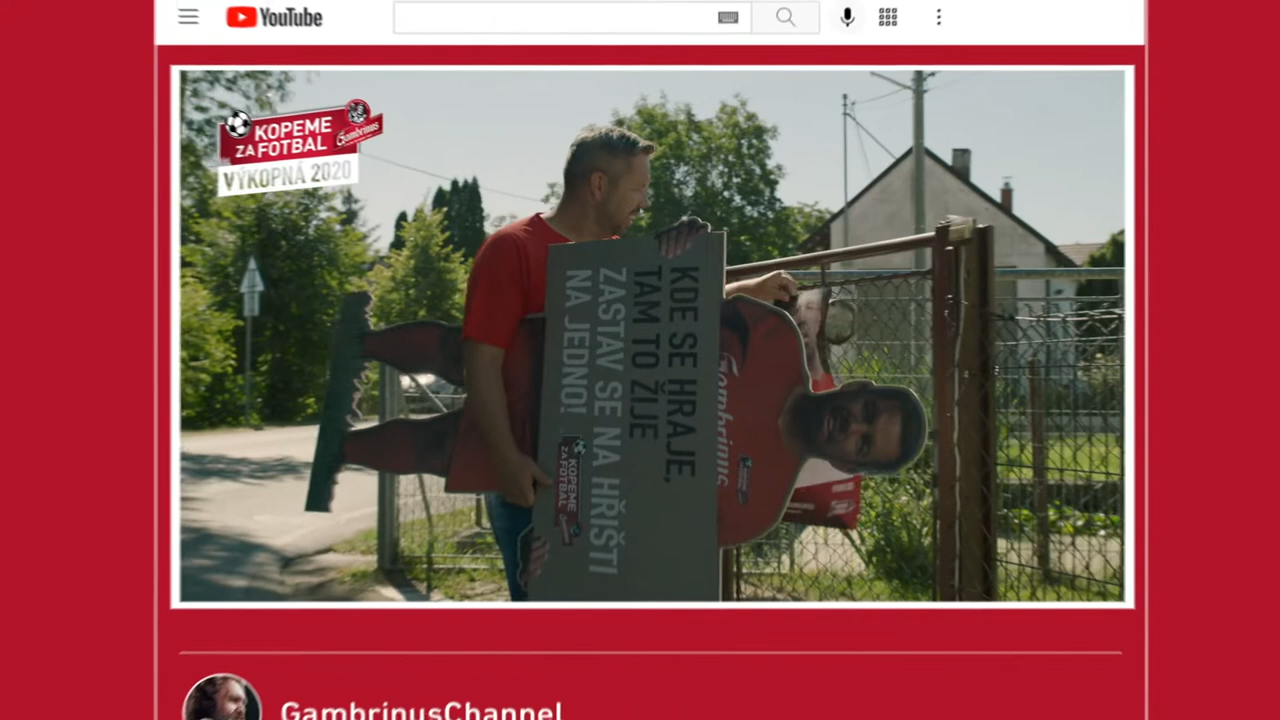 YouTube
KOPEME
ZA FOTBAL
Gambrinus
VÝKOPNÁ 2020
KDE SE HRAJE,
TAM TO ŽIJE
ZASTAV SE NA HŘIŠTI
NA JEDNO!
KOPEME
ZA FOTBAL
Gambrinus
GambrinusChannel